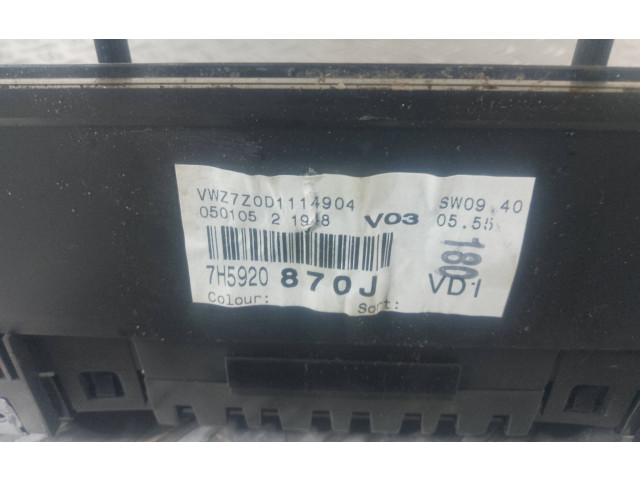 VWZ7Z0D1114904 SW09.40
050105 2 1948 V03 05.55
180
7H5920 870J VD1
Colour: Sort: